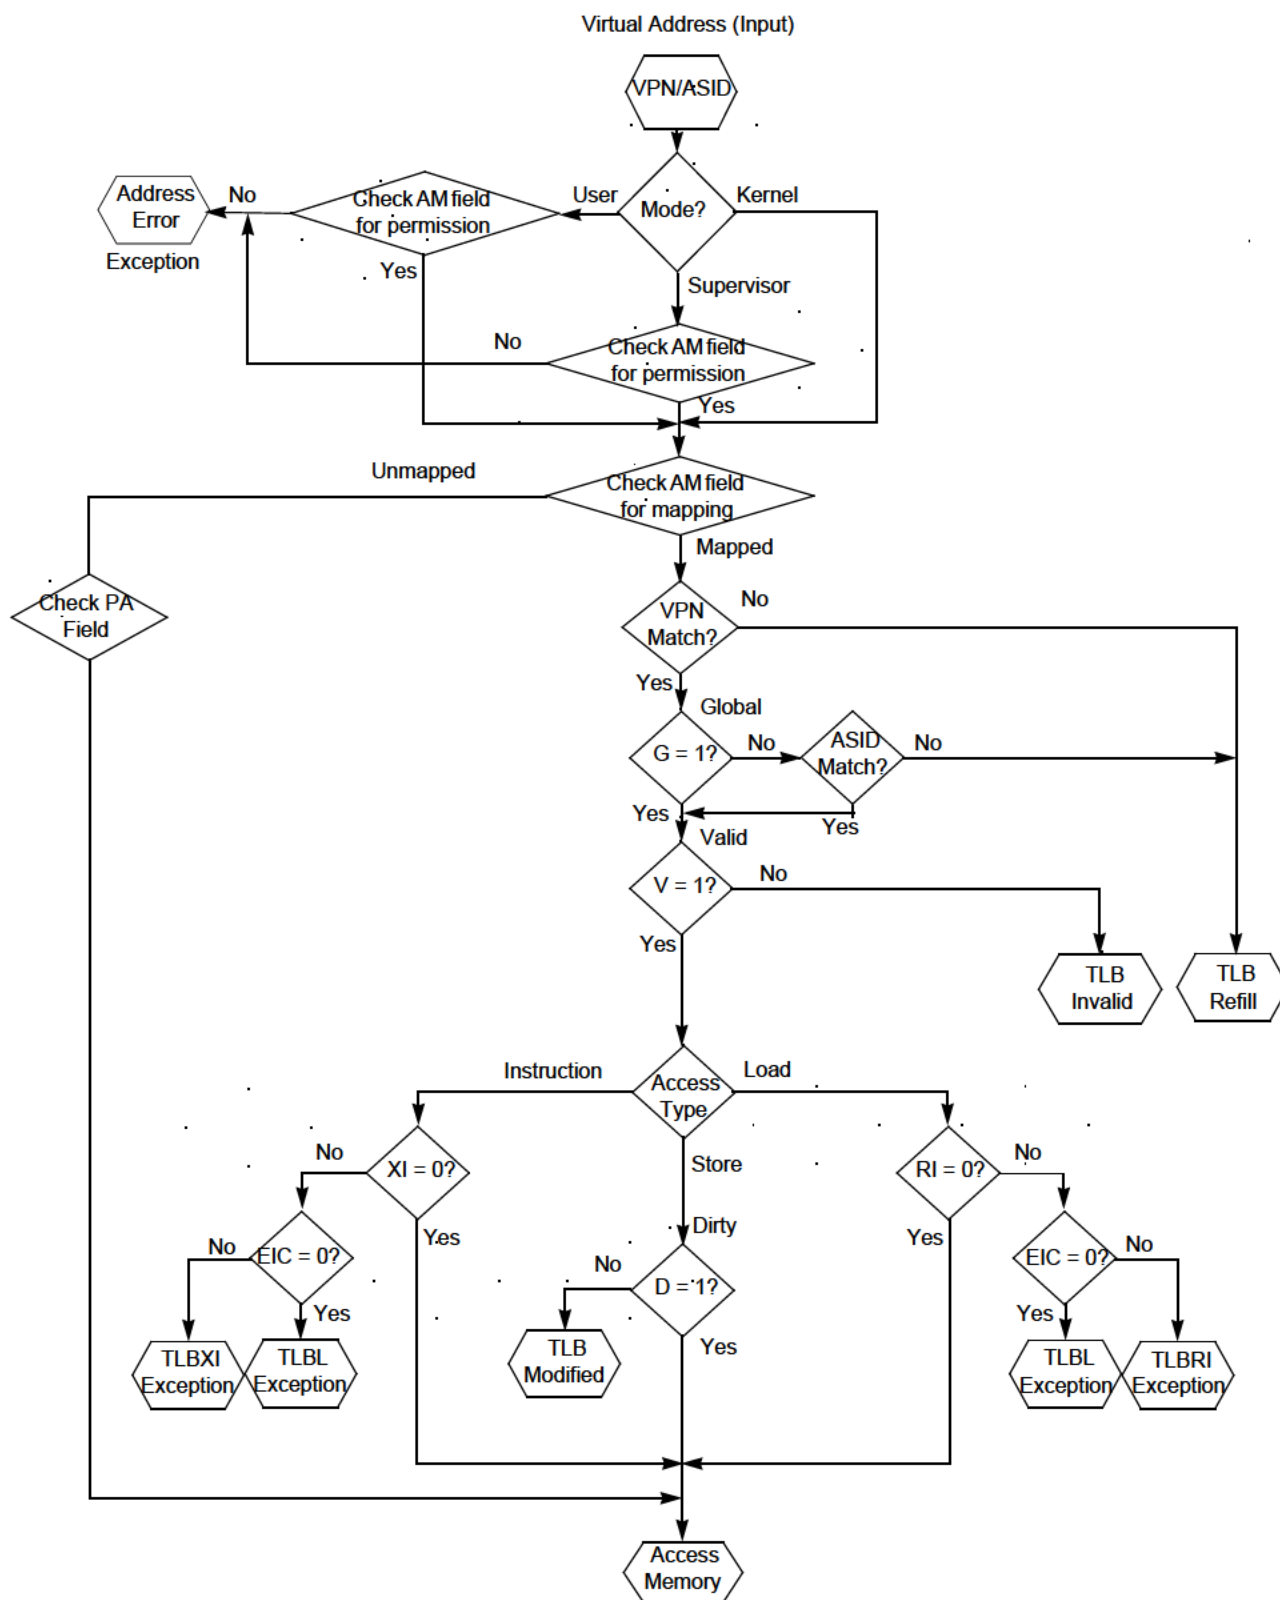 Virtual Address (Input)
VPN/ASID
Address
Error
Exception
No
Check AM field
for permission
User
Mode?
Kernel
Yes
Supervisor
No
Check AM field
for permission
Yes
Unmapped
Check AM field
for mapping
Mapped
Check PA
Field
VPN
Match?
No
Yes
Global
G = 1?
No
ASID
Match?
No
Yes
Yes
Valid
V = 1?
No
Yes
TLB
Invalid
TLB
Refill
Instruction
Access
Type
Load
No
XI = 0?
Store
RI = 0?
No
Yes
Dirty
Yes
No
EIC = 0?
No
D = 1?
EIC = 0?
No
Yes
Yes
Yes
TLBXI
Exception
TLBL
Exception
TLB
Modified
TLBL
Exception
TLBRI
Exception
Access
Memory